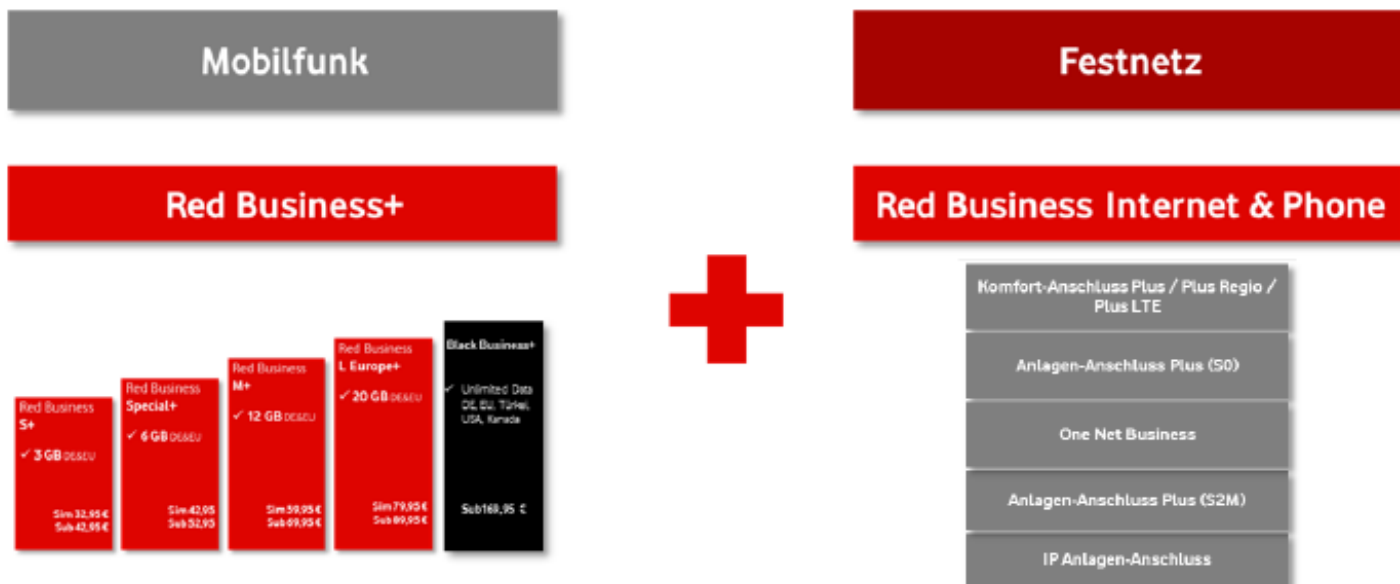 Mobilfunk
Festnetz
Red Business+
Red Business Internet & Phone
Red Business
S+
✓ 3 GB DE&EU
Sim 32,95 €
Sub 42,95 €
Red Business
Special+
✓ 6 GB DE&EU
Sim 42,95
Sub 52,95
Red Business
M+
✓ 12 GB DE&EU
Sim 59,95 €
Sub 69,95 €
Red Business
L Europe+
✓ 20 GB DE&EU
Sim 79,95 €
Sub 89,95 €
Black Business+
✓ Unlimited Data
DE, EU, Türkei,
USA, Kanada
Sub 169,95 €
Komfort-Anschluss Plus / Plus Regio /
Plus LTE
Anlagen-Anschluss Plus (S0)
One Net Business
Anlagen-Anschluss Plus (S2M)
IP Anlagen-Anschluss